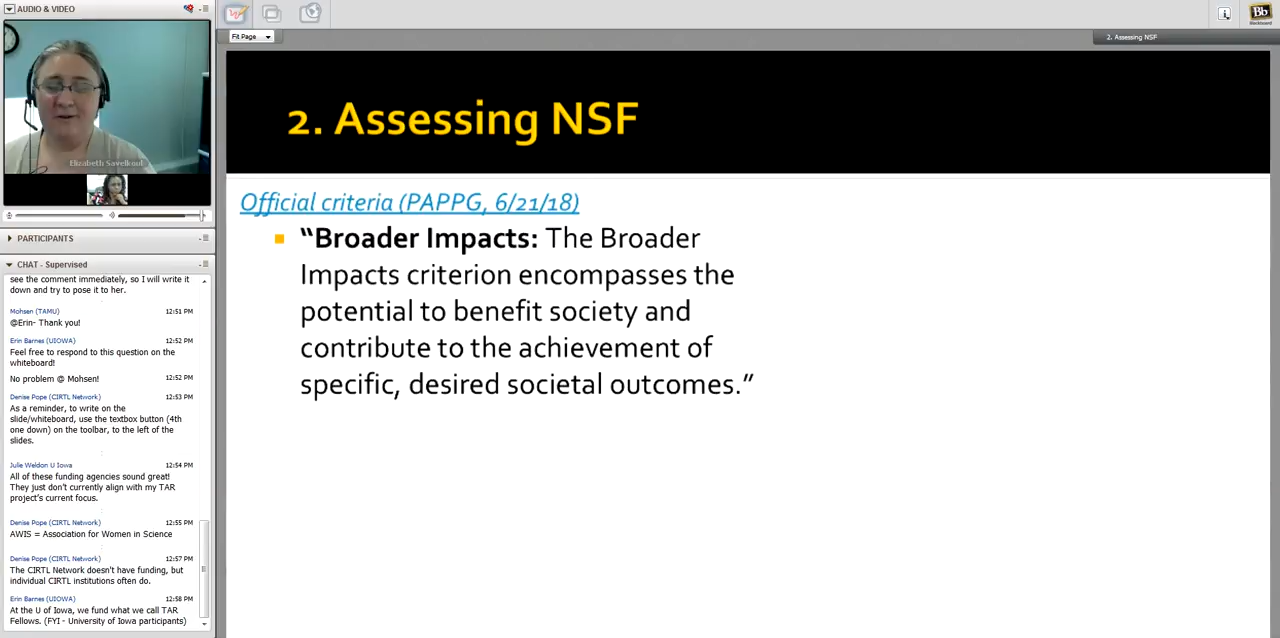 AUDIO & VIDEO
Elizabeth Savelkoul
PARTICIPANTS
CHAT - Supervised
see the comment immediately, so I will write it
down and try to pose it to her.
Mohsen (TAMU) 12:51 PM
@Erin- Thank you!
Erin Barnes (UIOWA) 12:52 PM
Feel free to respond to this question on the
whiteboard!
No problem @ Mohsen! 12:52 PM
Denise Pope (CIRTL Network) 12:53 PM
As a reminder, to write on the
slide/whiteboard, use the textbox button (4th
one down) on the toolbar, to the left of the
slides.
Julie Weldon U Iowa 12:54 PM
All of these funding agencies sound great!
They just don't currently align with my TAR
project's current focus.
Denise Pope (CIRTL Network) 12:55 PM
AWIS = Association for Women in Science
Denise Pope (CIRTL Network) 12:57 PM
The CIRTL Network doesn't have funding, but
individual CIRTL institutions often do.
Erin Barnes (UIOWA) 12:58 PM
At the U of Iowa, we fund what we call TAR
Fellows. (FYI - University of Iowa participants)
Fit Page
Bb
Blackboard
2. Assessing NSF
2. Assessing NSF
Official criteria (PAPPG, 6/21/18)
"Broader Impacts: The Broader
Impacts criterion encompasses the
potential to benefit society and
contribute to the achievement of
specific, desired societal outcomes."